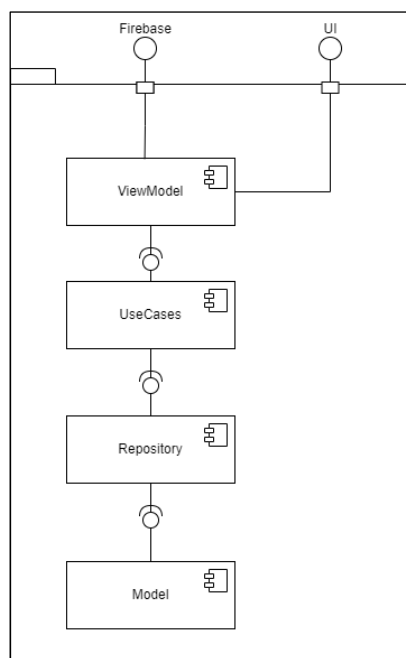 Firebase
UI
ViewModel
UseCases
Repository
Model